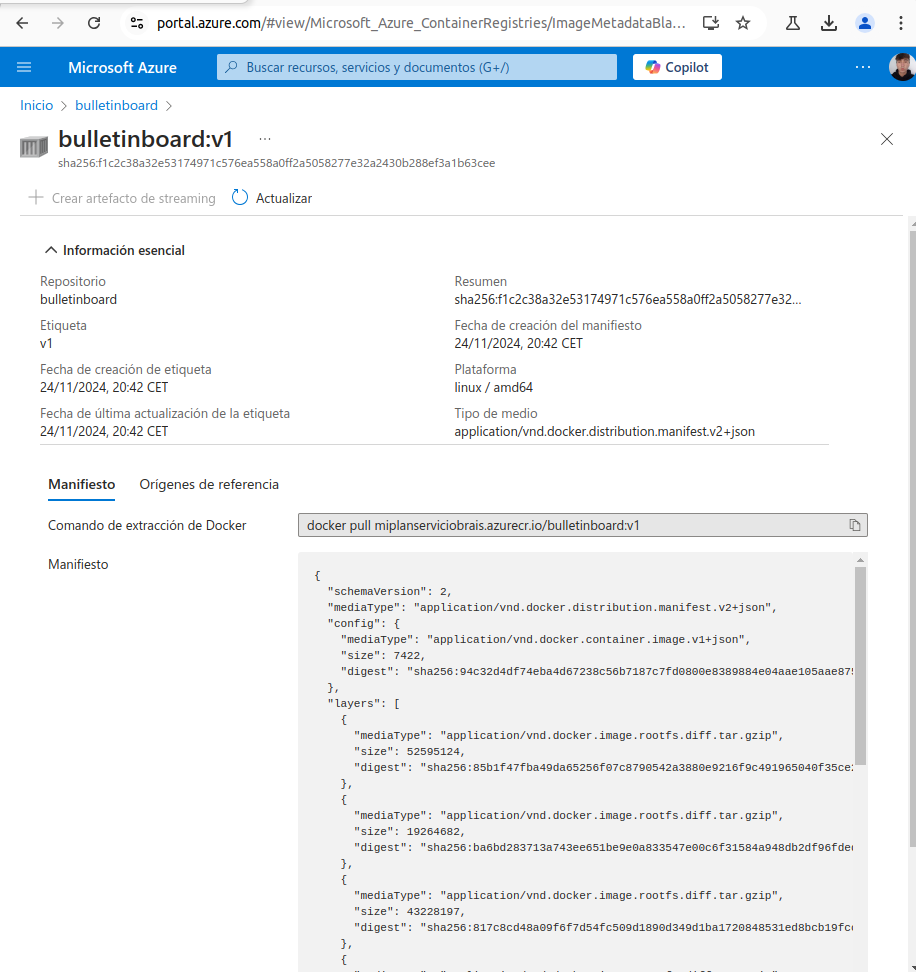 portal.azure.com/#view/Microsoft_Azure_ContainerRegistries/ImageMetadataBla...
Microsoft Azure
Buscar recursos, servicios y documentos (G+/)
Copilot
...
Inicio > bulletinboard >
bulletinboard:v1 ...
sha256:f1c2c38a32e53174971c576ea558a0ff2a5058277e32a2430b288ef3a1b63cee
Crear artefacto de streaming
Actualizar
Información esencial
Repositorio
bulletinboard
Resumen
sha256:f1c2c38a32e53174971c576ea558a0ff2a5058277e32...
Etiqueta
v1
Fecha de creación del manifiesto
24/11/2024, 20:42 CET
Fecha de creación de etiqueta
24/11/2024, 20:42 CET
Plataforma
linux / amd64
Fecha de última actualización de la etiqueta
24/11/2024, 20:42 CET
Tipo de medio
application/vnd.docker.distribution.manifest.v2+json
Manifiesto
Orígenes de referencia
Comando de extracción de Docker
docker pull miplanserviciobrais.azurecr.io/bulletinboard:v1
Manifiesto
{
"schemaVersion": 2,
"mediaType": "application/vnd.docker.distribution.manifest.v2+json",
"config": {
"mediaType": "application/vnd.docker.container.image.v1+json",
"size": 7422,
"digest": "sha256:94c32d4df74eba4d67238c56b7187c7fd0800e8389884e04aae105aae875
},
"layers": [
{
"mediaType": "application/vnd.docker.image.rootfs.diff.tar.gzip",
"size": 52595124,
"digest": "sha256:85b1f47fba49da65256f07c8790542a3880e9216f9c491965040f35ce
},
{
"mediaType": "application/vnd.docker.image.rootfs.diff.tar.gzip",
"size": 19264682,
"digest": "sha256:ba6bd283713a743ee651be9e0a833547e00c6f31584a948db2df96fde
},
{
"mediaType": "application/vnd.docker.image.rootfs.diff.tar.gzip",
"size": 43228197,
"digest": "sha256:817c8cd48a09f6f7d54fc509d1890d349d1ba1720848531ed8bcb19fc
},
{